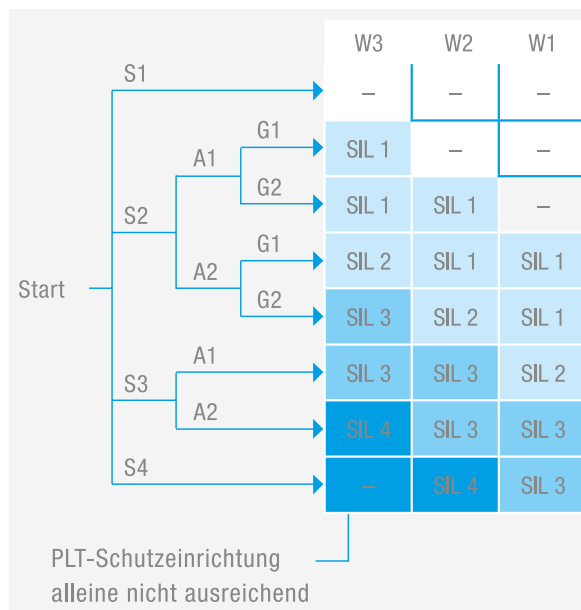 W3 W2 W1
S1 – – –
G1 SIL 1 – –
A1
G2 SIL 1 SIL 1 –
S2
G1 SIL 2 SIL 1 SIL 1
A2
G2 SIL 3 SIL 2 SIL 1
Start
A1 SIL 3 SIL 3 SIL 2
S3
A2 SIL 4 SIL 3 SIL 3
S4 – SIL 4 SIL 3
PLT-Schutzeinrichtung
alleine nicht ausreichend